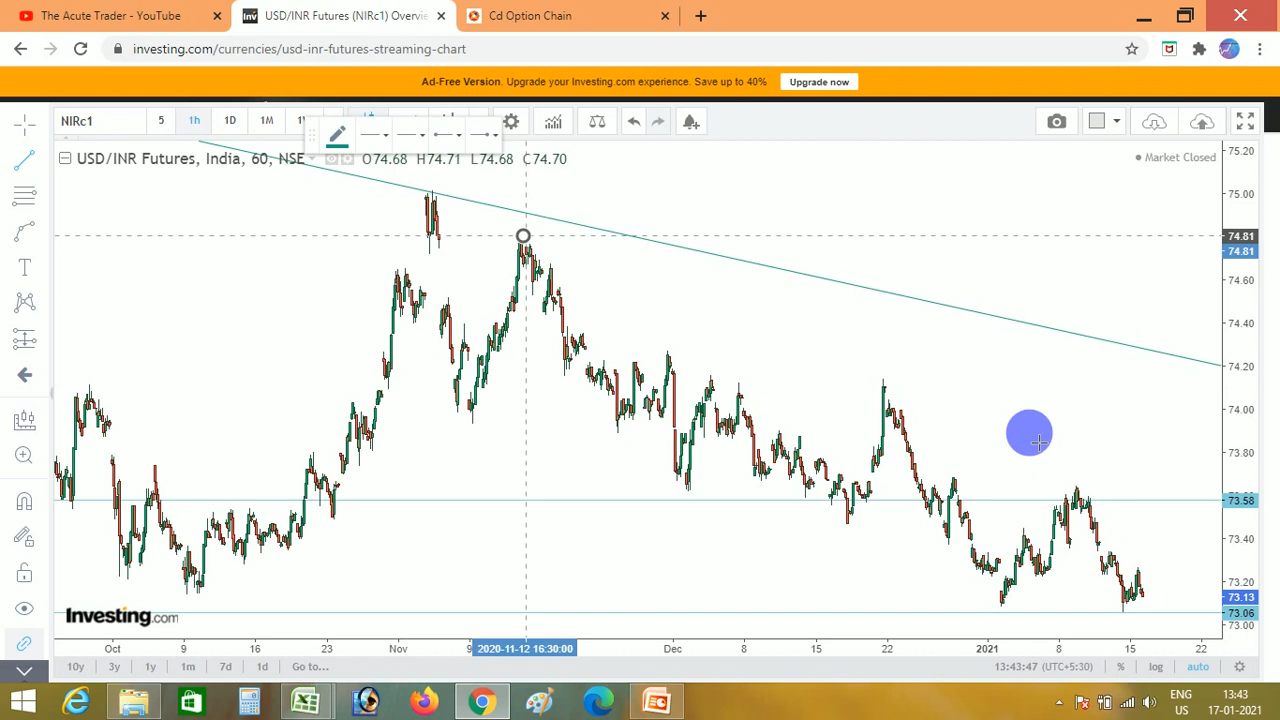 The Acute Trader - YouTube
USD/INR Futures (NIRc1) Overvi
Cd Option Chain
investing.com/currencies/usd-inr-futures-streaming-chart
Ad-Free Version. Upgrade your Investing.com experience. Save up to 40%
Upgrade now
NIRc1
5
1h
1D
1M
USD/INR Futures, India, 60, NSE
O74.68 H74.71 L74.68 C74.70
Market Closed
75.20
75.00
74.81
74.81
74.60
74.40
74.20
74.00
73.80
73.58
73.40
73.20
73.13
73.06
73.00
Investing.com
Oct
9
16
23
Nov
9
2020-11-12 16:30:00
Dec
8
15
22
2021
8
15
22
10y
3y
1y
1m
7d
1d
Go to...
13:43:47 (UTC+5:30)
%
log
auto
ENG
US
13:43
17-01-2021